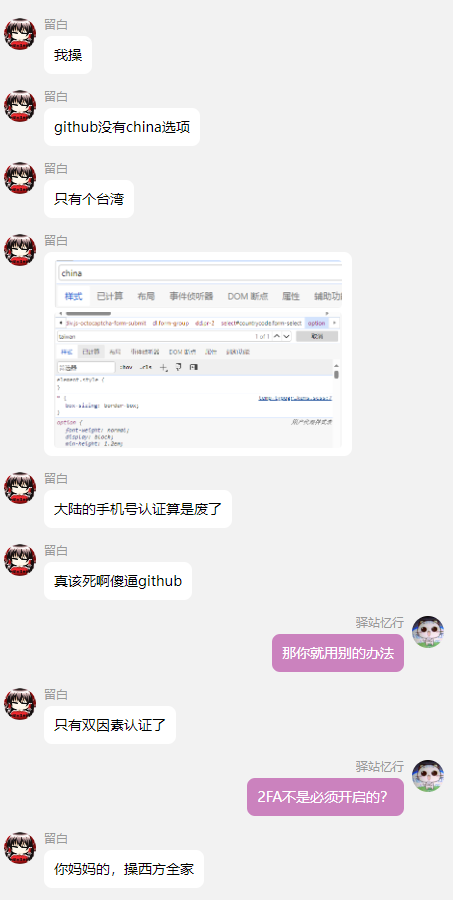 留白
我操
留白
github没有china选项
留白
只有个台湾
留白
china
样式 已计算 布局 事件侦听器 DOM 断点 属性 辅助功
option
taiwan 1 of 1 取消
样式 已计算 布局 事件侦听器 DOM 断点 属性 辅助功能
:hov .cls
element.style {
}
* {
box-sizing: border-box;
}
option { 用户代理样式表
font-weight: normal;
display: block;
min-height: 1.2em;
留白
大陆的手机号认证算是废了
留白
真该死啊傻逼github
驿站忆行
那你就用别的办法
留白
只有双因素认证了
驿站忆行
2FA不是必须开启的?
留白
你妈妈的，操西方全家